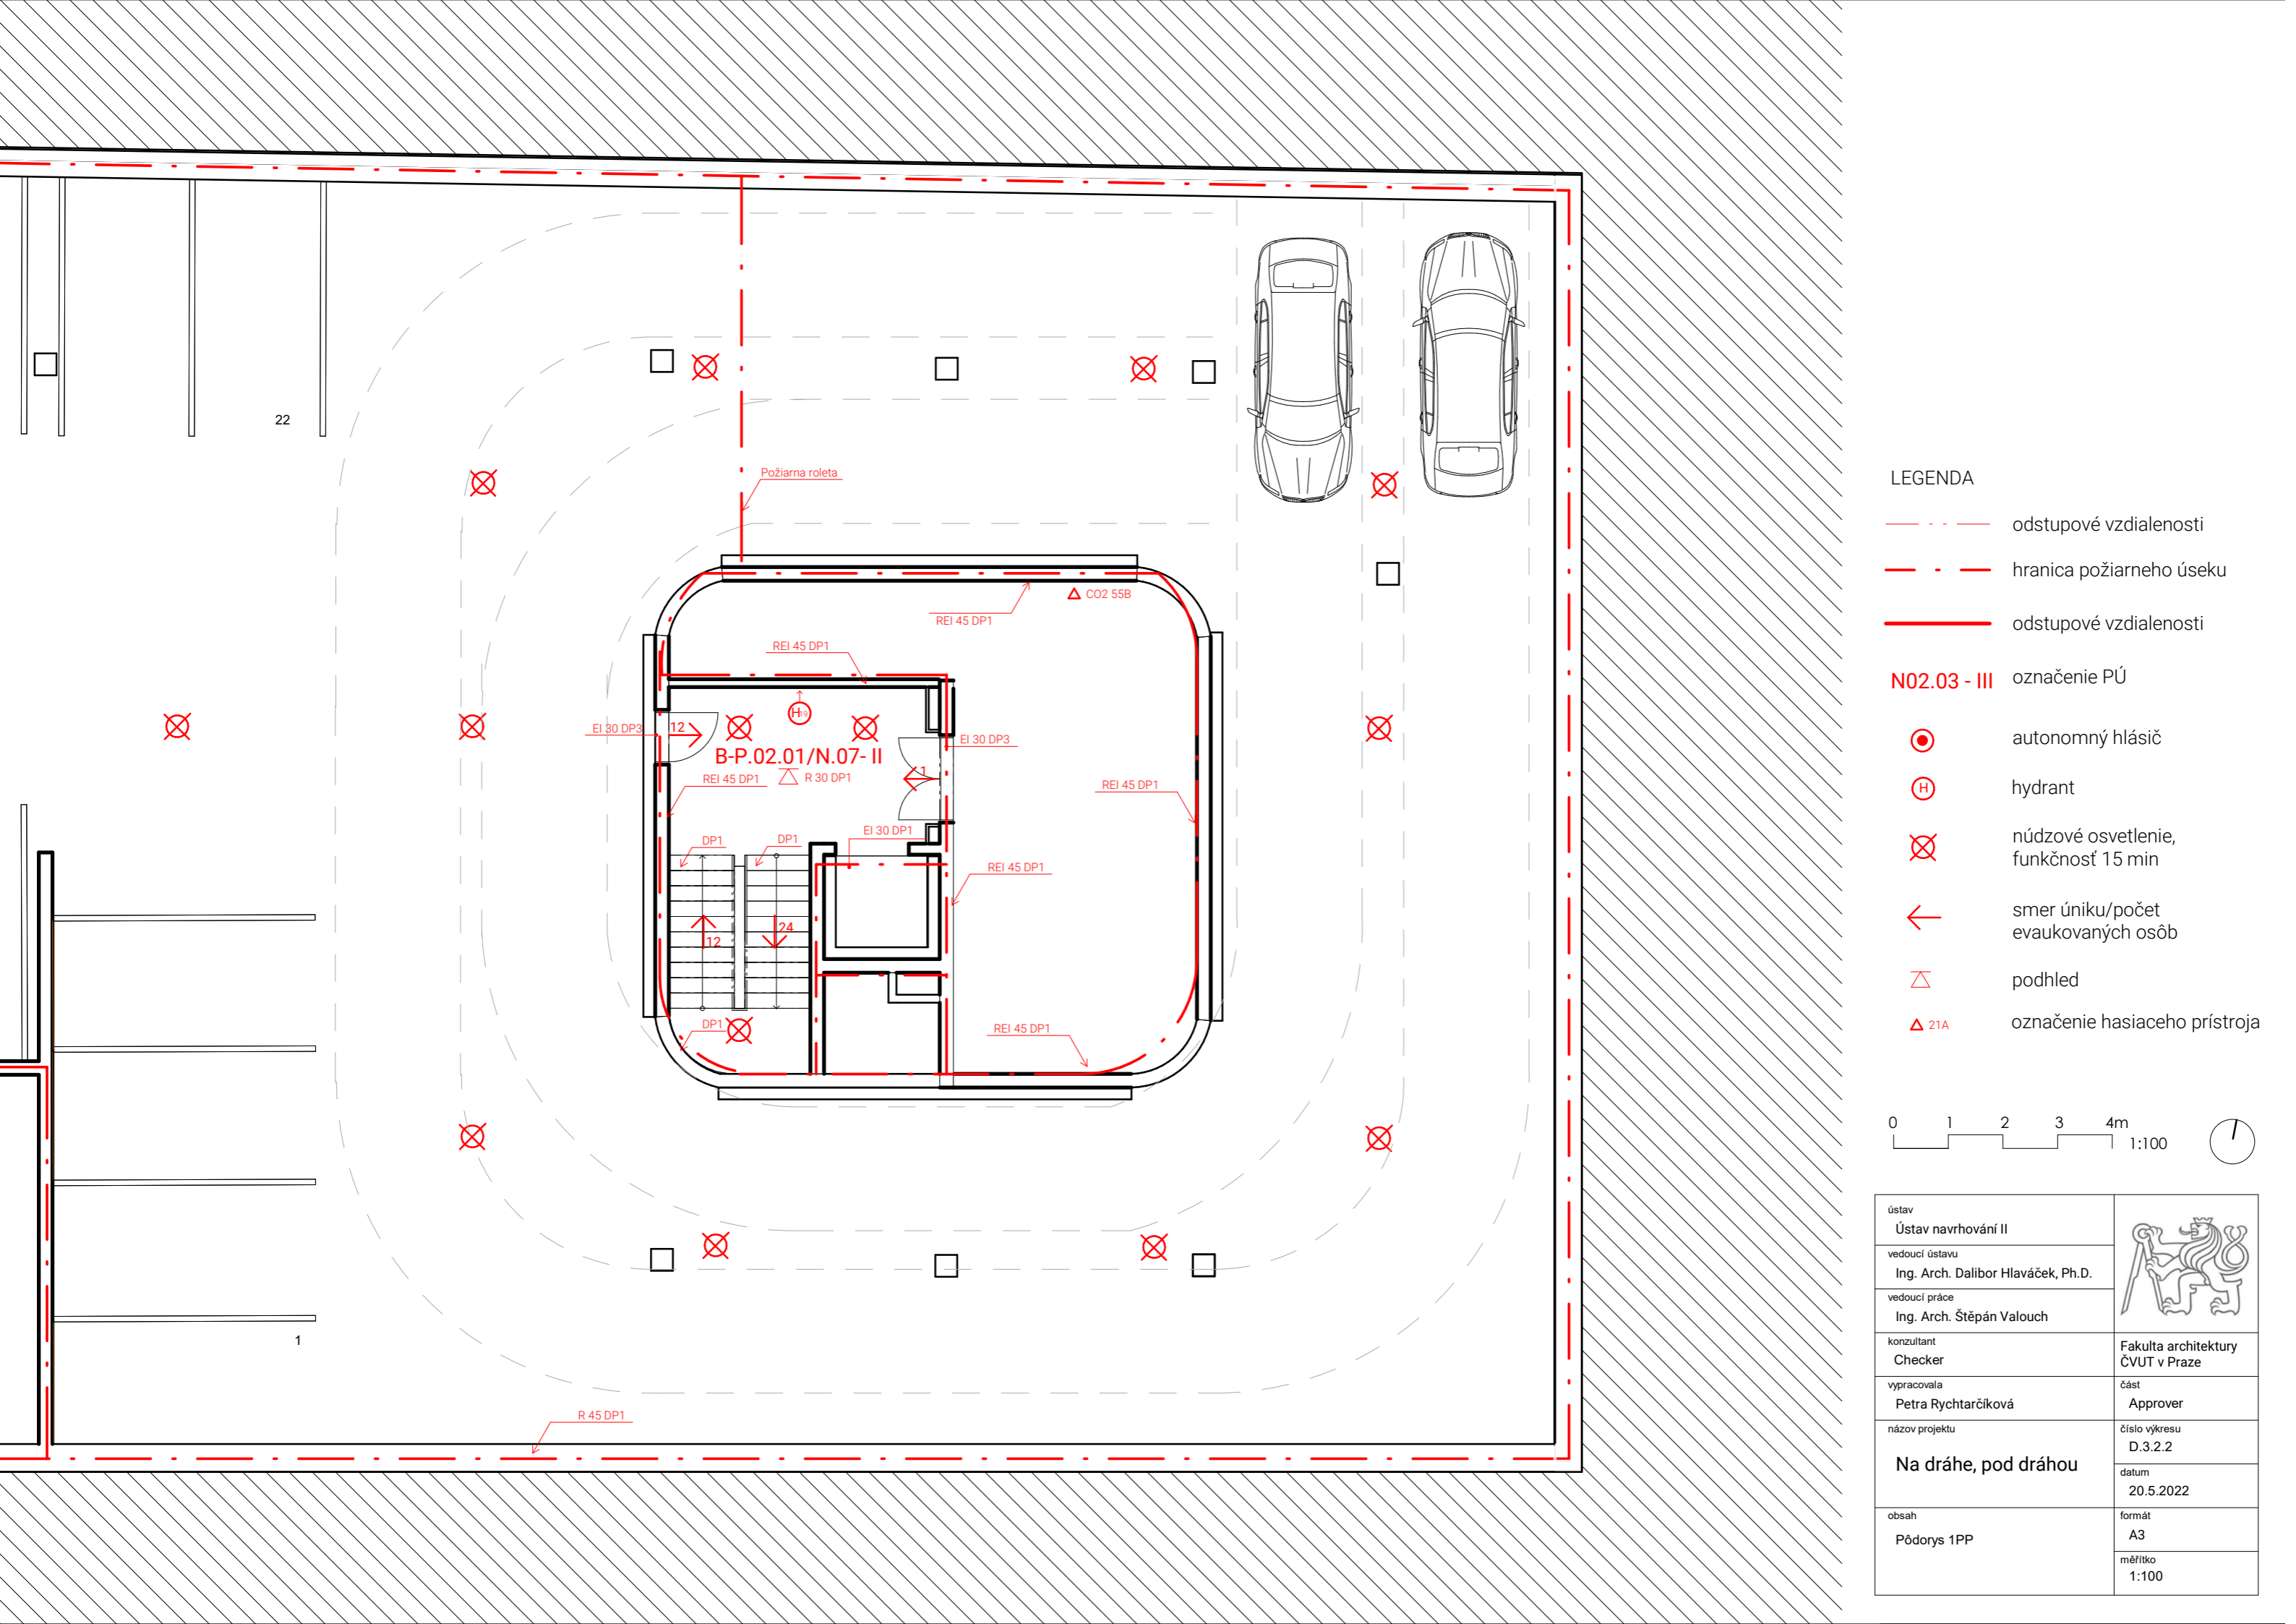 22
Požiarna roleta
CO2 55B
REI 45 DP1
REI 45 DP1
H19
EI 30 DP3
12
EI 30 DP3
B-P.02.01/N.07- II
1
REI 45 DP1
R 30 DP1
REI 45 DP1
DP1
DP1
EI 30 DP1
REI 45 DP1
24
12
DP1
REI 45 DP1
1
R 45 DP1
LEGENDA
odstupové vzdialenosti
hranica požiarneho úseku
odstupové vzdialenosti
N02.03 - III označenie PÚ
autonomný hlásič
H hydrant
núdzové osvetlenie,
funkčnosť 15 min
smer úniku/počet
evaukovaných osôb
podhled
21A označenie hasiaceho prístroja
0 1 2 3 4m
1:100
ústav
Ústav navrhování II
vedoucí ústavu
Ing. Arch. Dalibor Hlaváček, Ph.D.
vedoucí práce
Ing. Arch. Štěpán Valouch
konzultant
Checker
Fakulta architektury
ČVUT v Praze
vypracovala
Petra Rychtarčíková
část
Approver
názov projektu
Na dráhe, pod dráhou
číslo výkresu
D.3.2.2
datum
20.5.2022
obsah
Pôdorys 1PP
formát
A3
měřítko
1:100